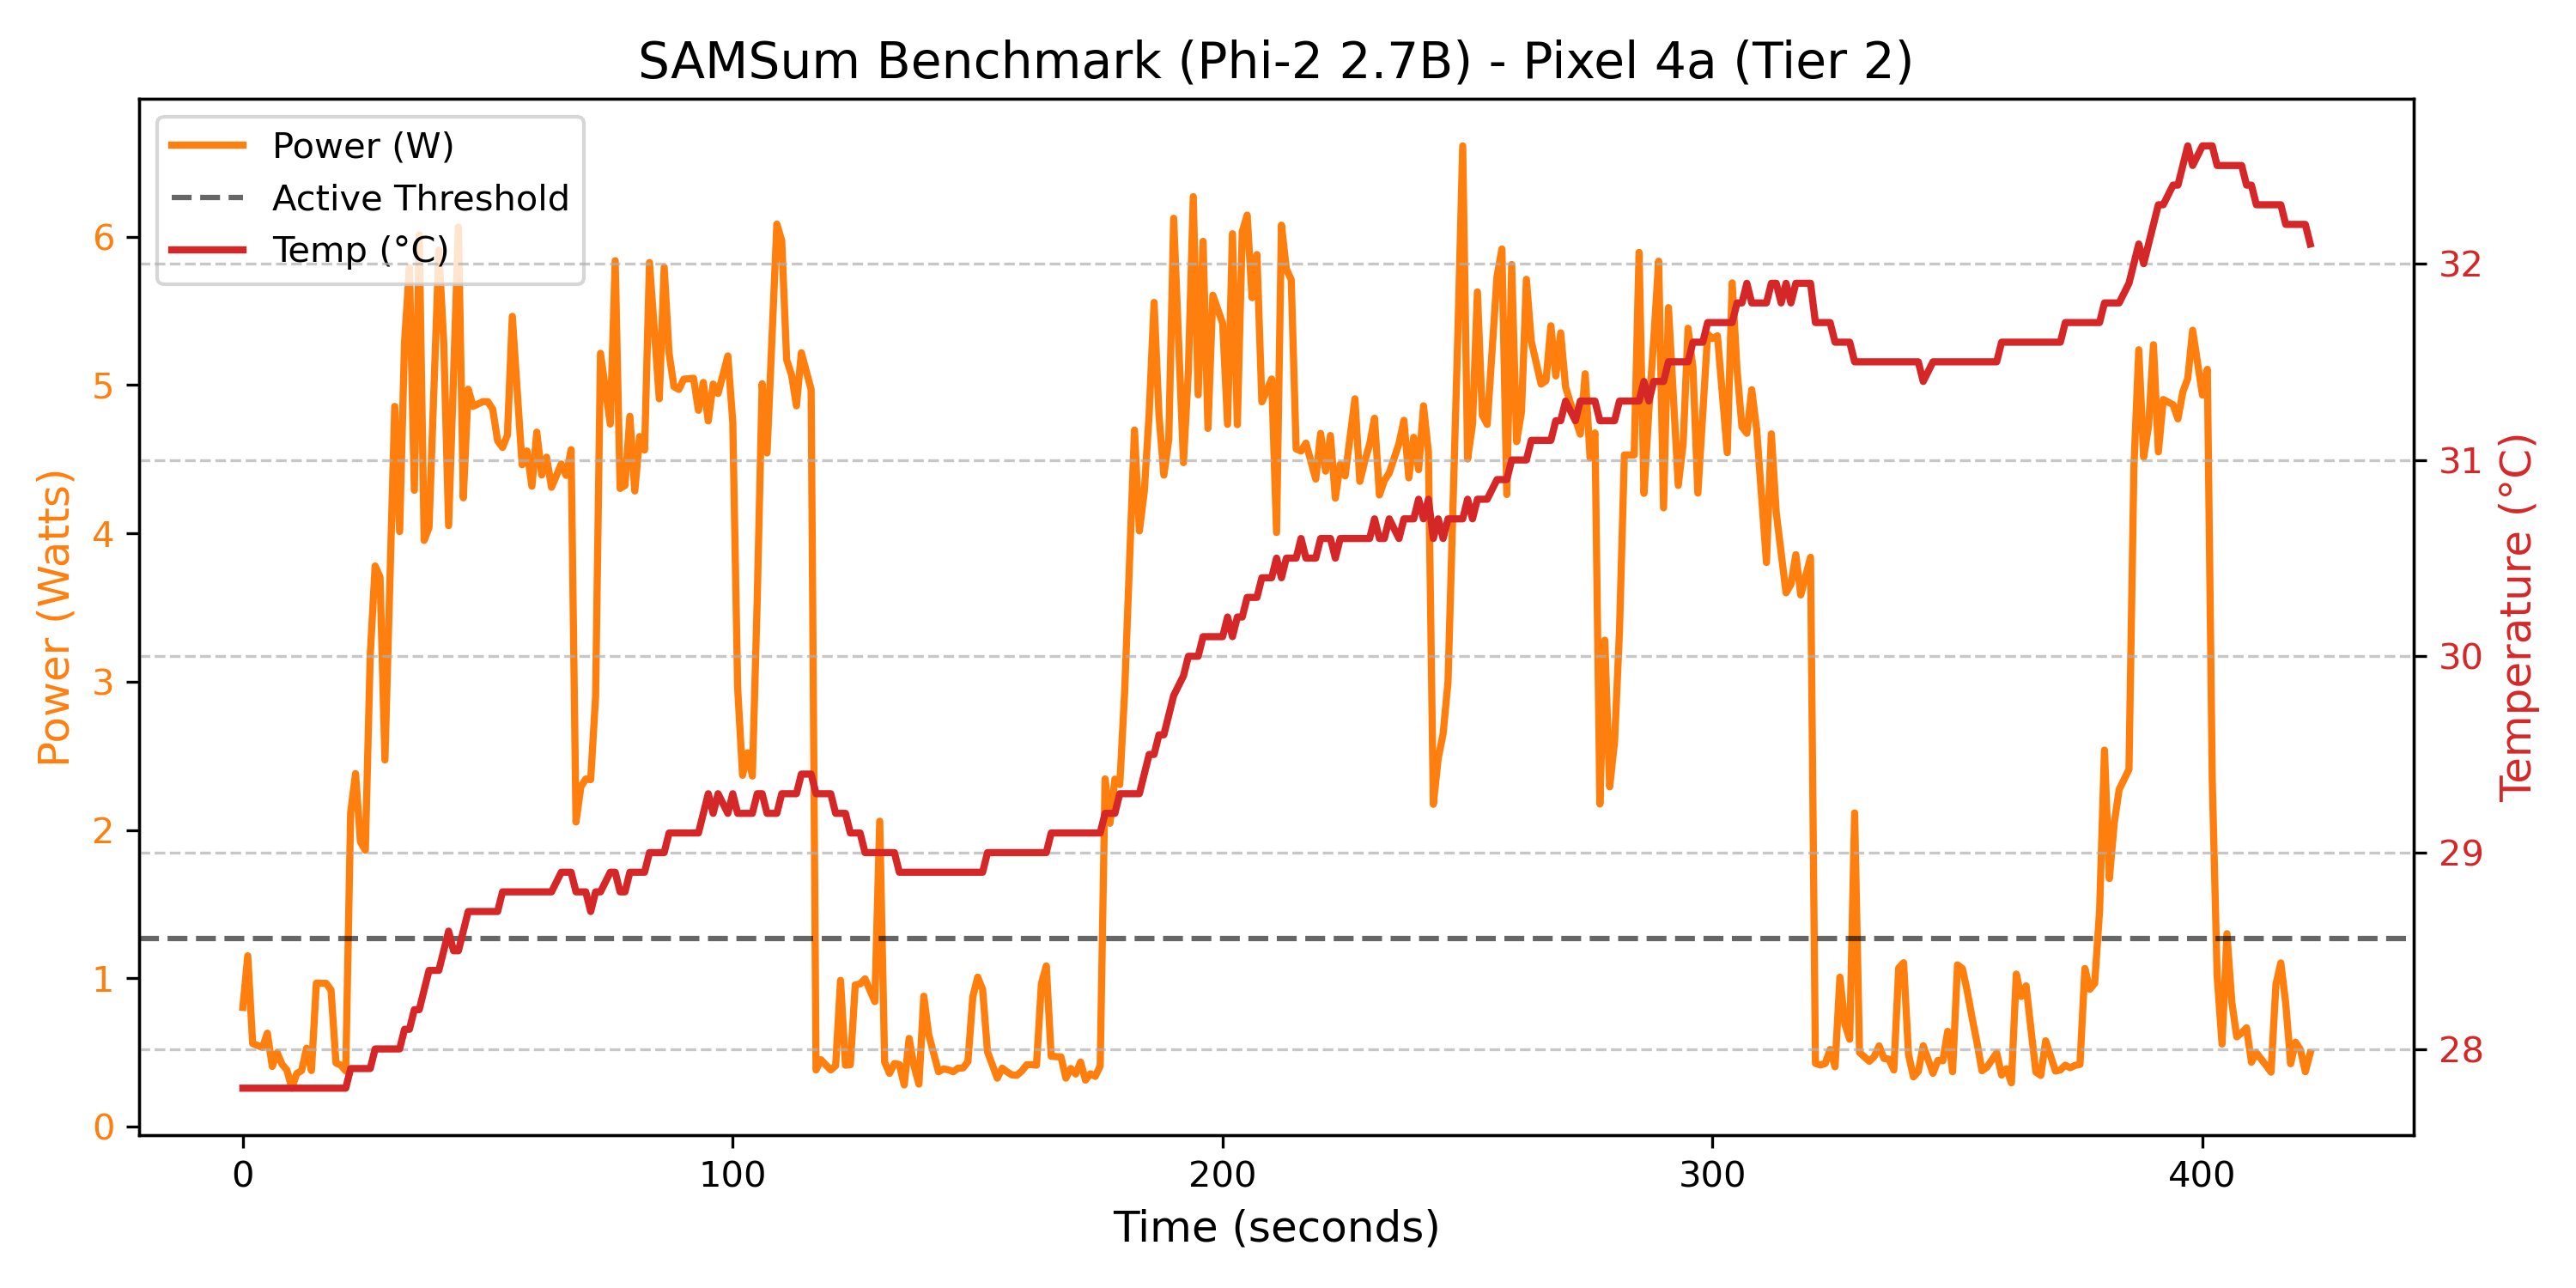 SAMSum Benchmark (Phi-2 2.7B) - Pixel 4a (Tier 2)
Power (W)
Active Threshold
Temp (°C)
Power (Watts)
6
5
4
3
2
1
0
32
31
30
29
28
Temperature (°C)
0 100 200 300 400
Time (seconds)